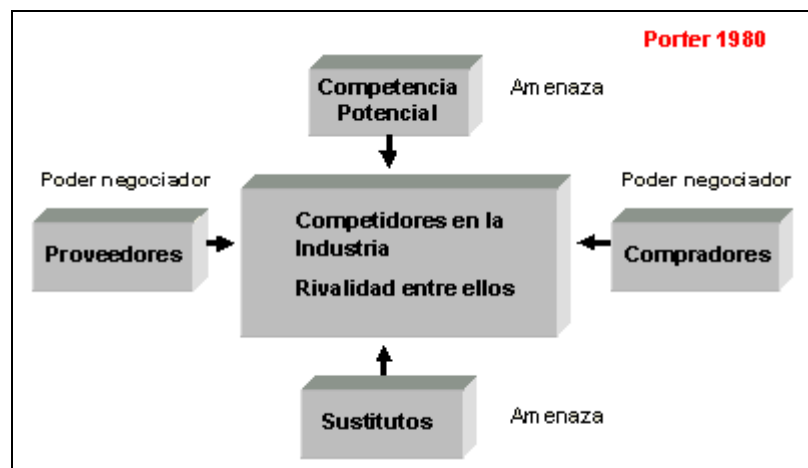 Porter 1980
Competencia
Potencial
Amenaza
Poder negociador
Poder negociador
Proveedores
Competidores en la
Industria
Rivalidad entre ellos
Compradores
Sustitutos
Amenaza